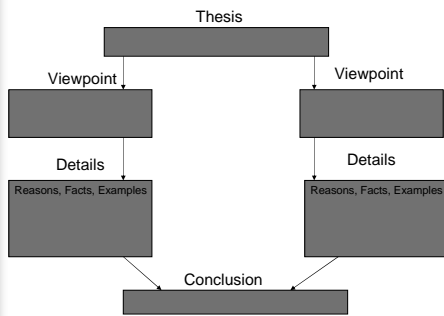 Thesis
Viewpoint
Viewpoint
Details
Details
Reasons, Facts, Examples
Reasons, Facts, Examples
Conclusion